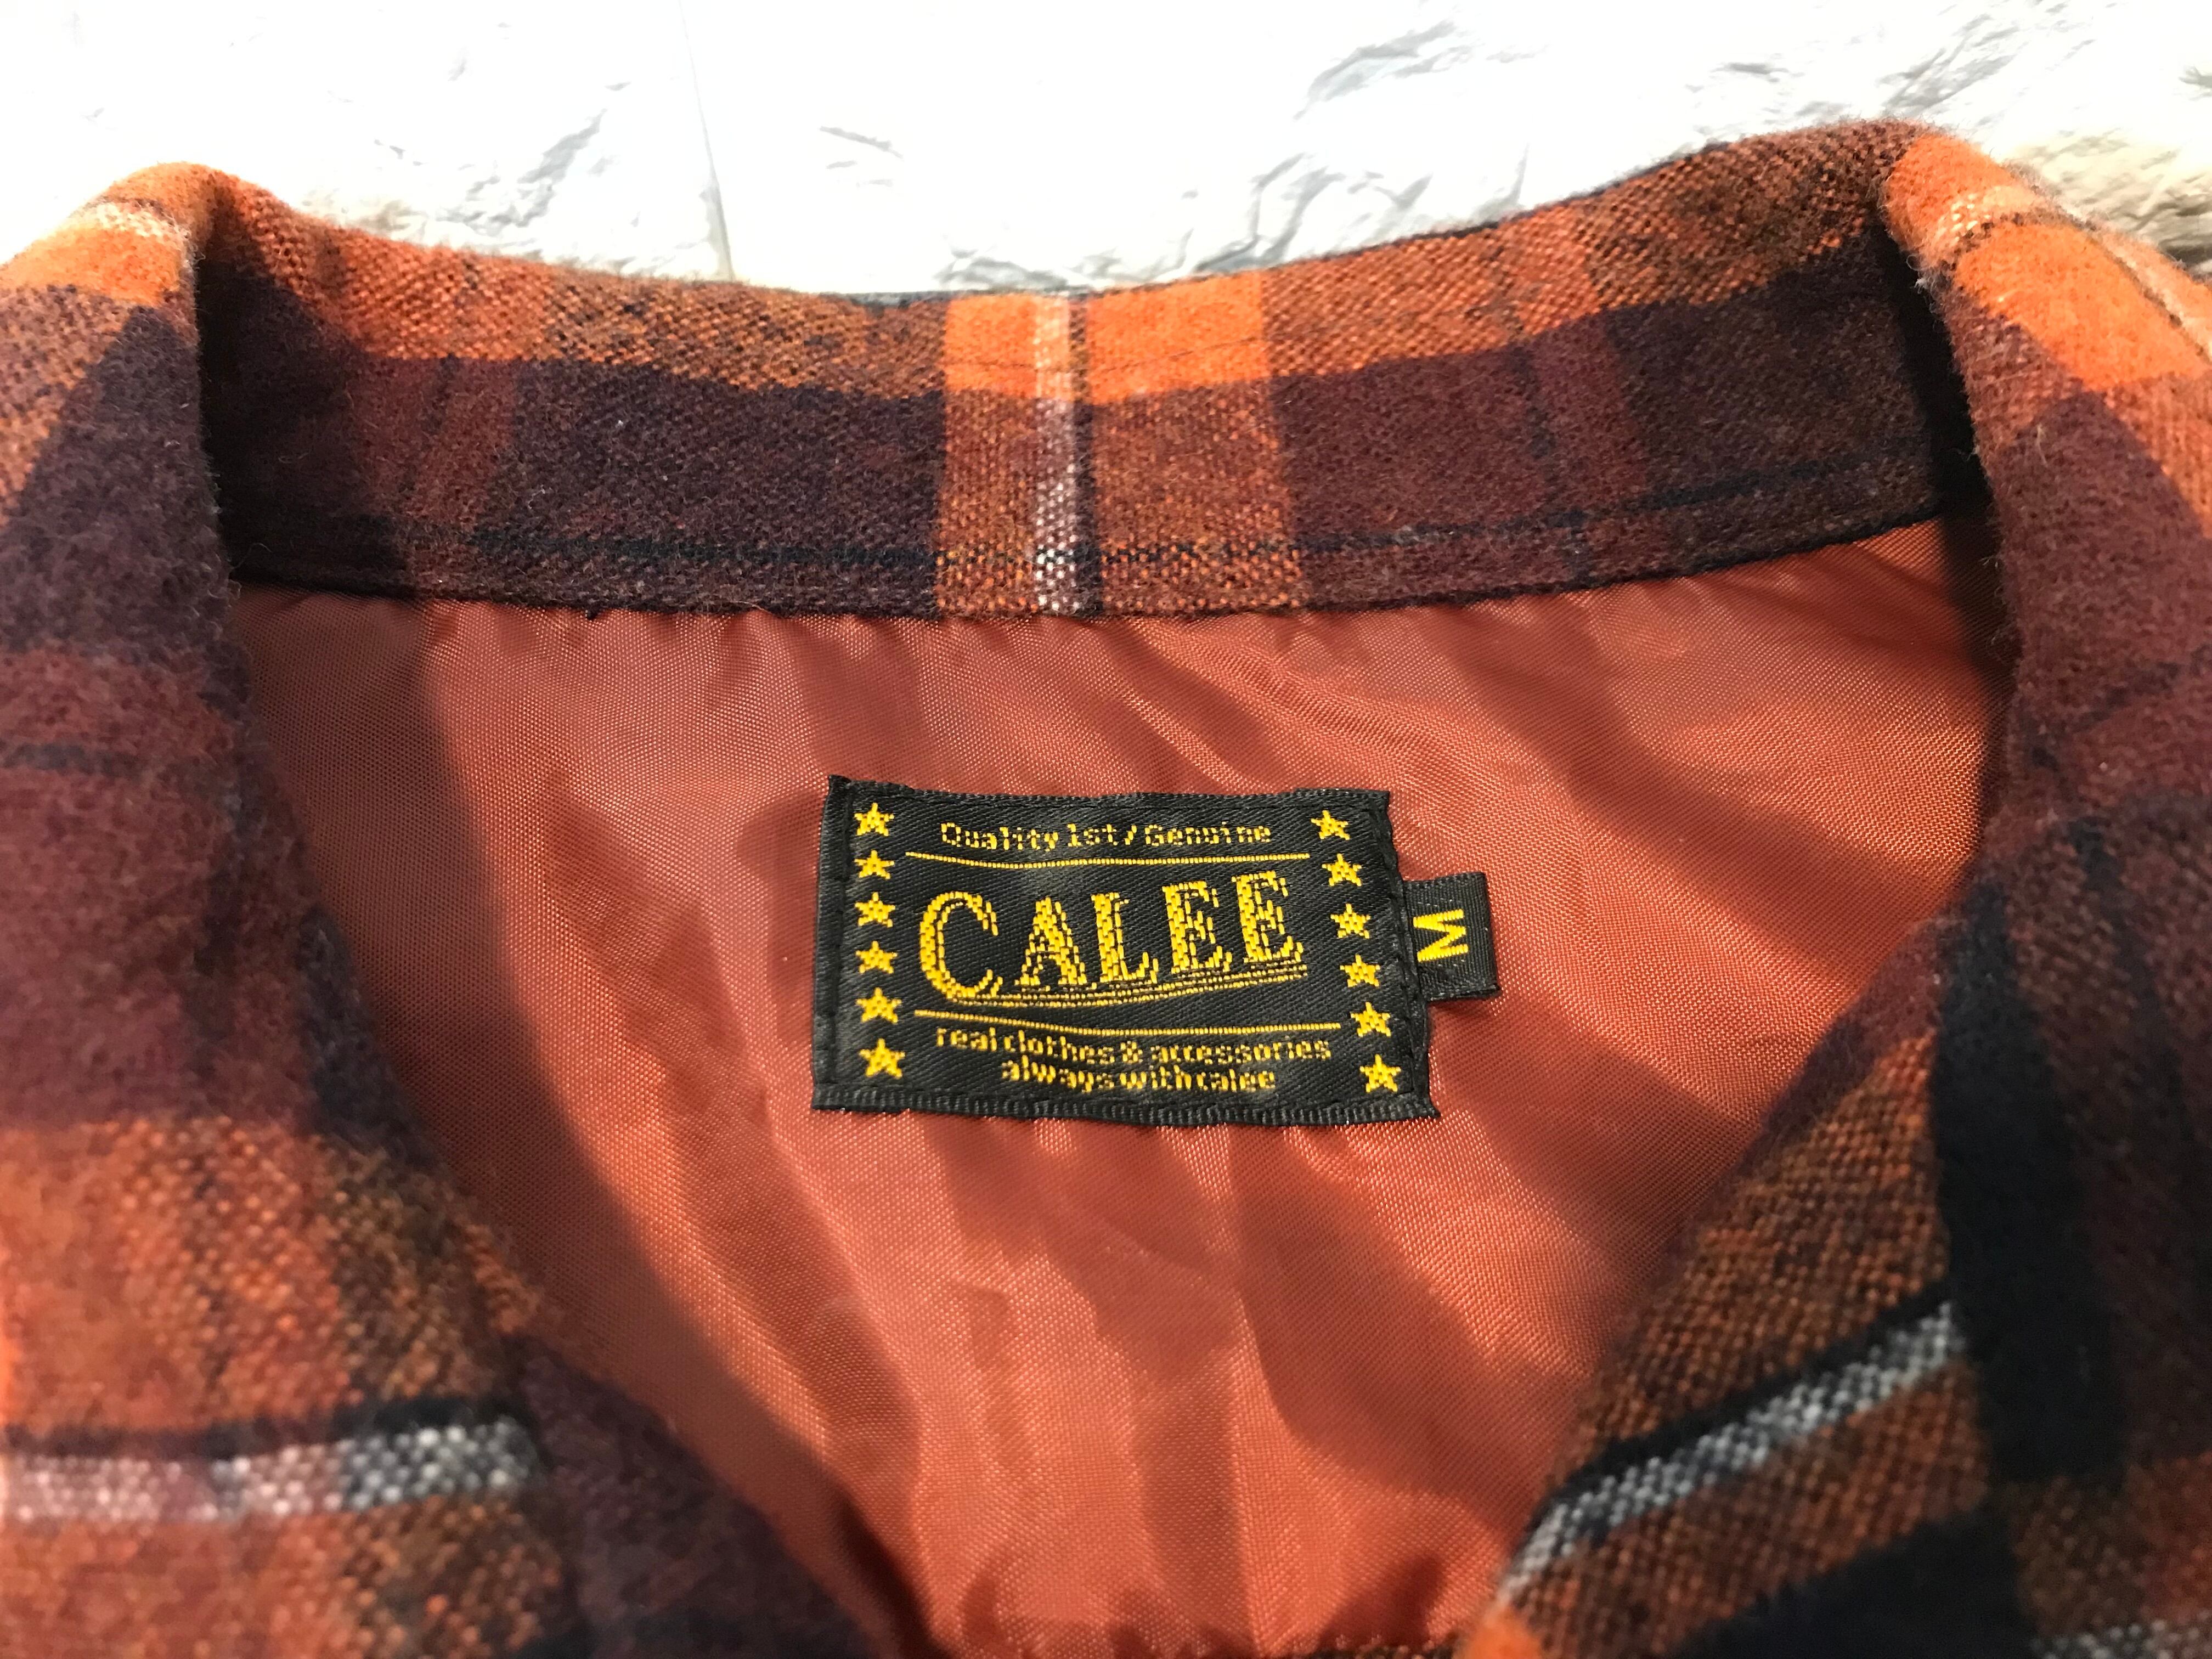 Quality 1st / Genuine
CALEE
real clothes & accessories
always with calee
M